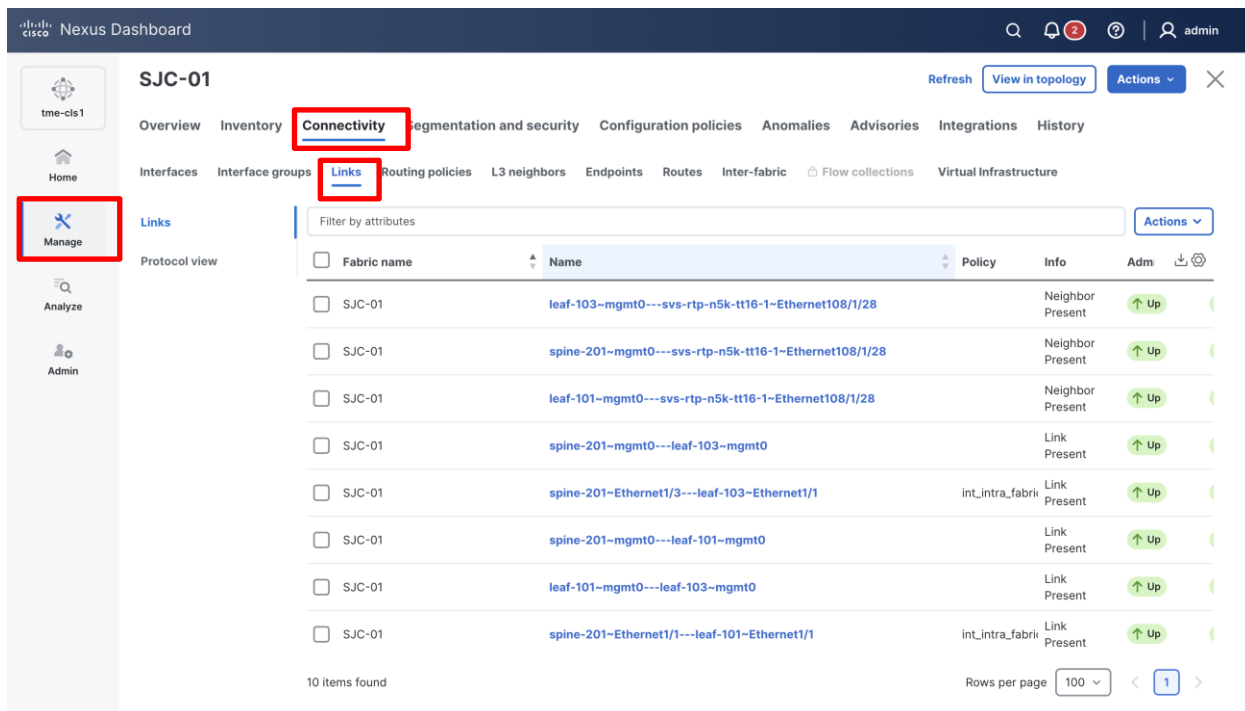 cisco Nexus Dashboard 2 admin
tme-cls1
SJC-01 Refresh View in topology Actions
Overview Inventory Connectivity Segmentation and security Configuration policies Anomalies Advisories Integrations History
Interfaces Interface groups Links Routing policies L3 neighbors Endpoints Routes Inter-fabric Flow collections Virtual Infrastructure
Home
Manage
Analyze
Admin
Links
Protocol view
Filter by attributes Actions
Fabric name Name Policy Info Admi
SJC-01 leaf-103~mgmt0---svs-rtp-n5k-tt16-1~Ethernet108/1/28 Neighbor Present Up
SJC-01 spine-201~mgmt0---svs-rtp-n5k-tt16-1~Ethernet108/1/28 Neighbor Present Up
SJC-01 leaf-101~mgmt0---svs-rtp-n5k-tt16-1~Ethernet108/1/28 Neighbor Present Up
SJC-01 spine-201~mgmt0---leaf-103~mgmt0 Link Present Up
SJC-01 spine-201~Ethernet1/3---leaf-103~Ethernet1/1 int_intra_fabric Link Present Up
SJC-01 spine-201~mgmt0---leaf-101~mgmt0 Link Present Up
SJC-01 leaf-101~mgmt0---leaf-103~mgmt0 Link Present Up
SJC-01 spine-201~Ethernet1/1---leaf-101~Ethernet1/1 int_intra_fabric Link Present Up
10 items found Rows per page 100 1